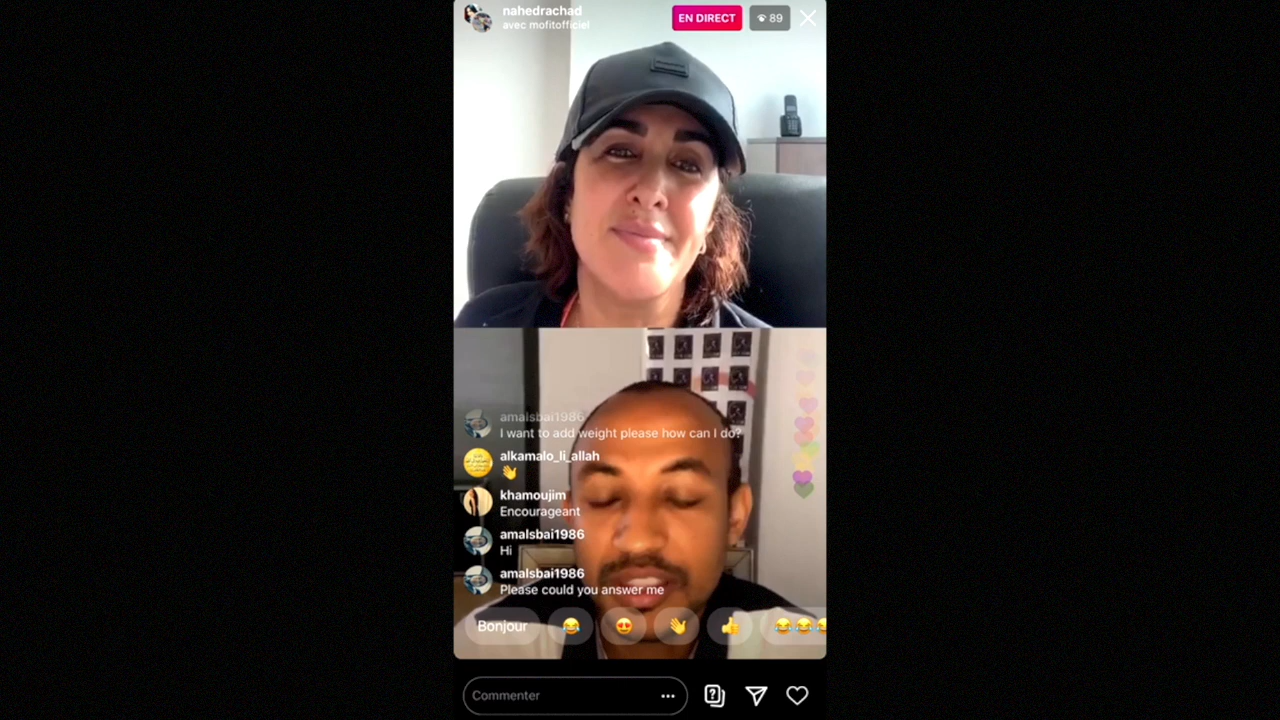 nahedrachad
avec mofitofficiel
EN DIRECT
89
amalsbai1986
I want to add weight please how can I do?
alkamalo_li_allah
👋
khamoujim
Encourageant
amalsbai1986
Hi
amalsbai1986
Please could you answer me
Bonjour 😂 😍 👋 👍 😂😂😂
Commenter